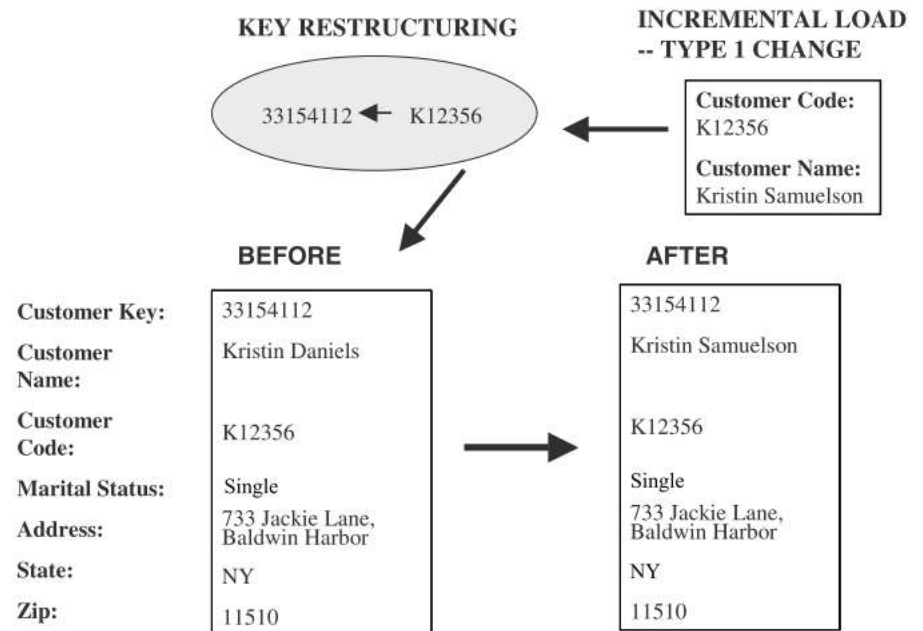 KEY RESTRUCTURING
INCREMENTAL LOAD
-- TYPE 1 CHANGE
33154112
K12356
Customer Code:
K12356
Customer Name:
Kristin Samuelson
BEFORE
AFTER
Customer Key:
33154112
33154112
Customer
Name:
Kristin Daniels
Kristin Samuelson
Customer
Code:
K12356
K12356
Marital Status:
Single
Single
Address:
733 Jackie Lane,
Baldwin Harbor
733 Jackie Lane,
Baldwin Harbor
State:
NY
NY
Zip:
11510
11510